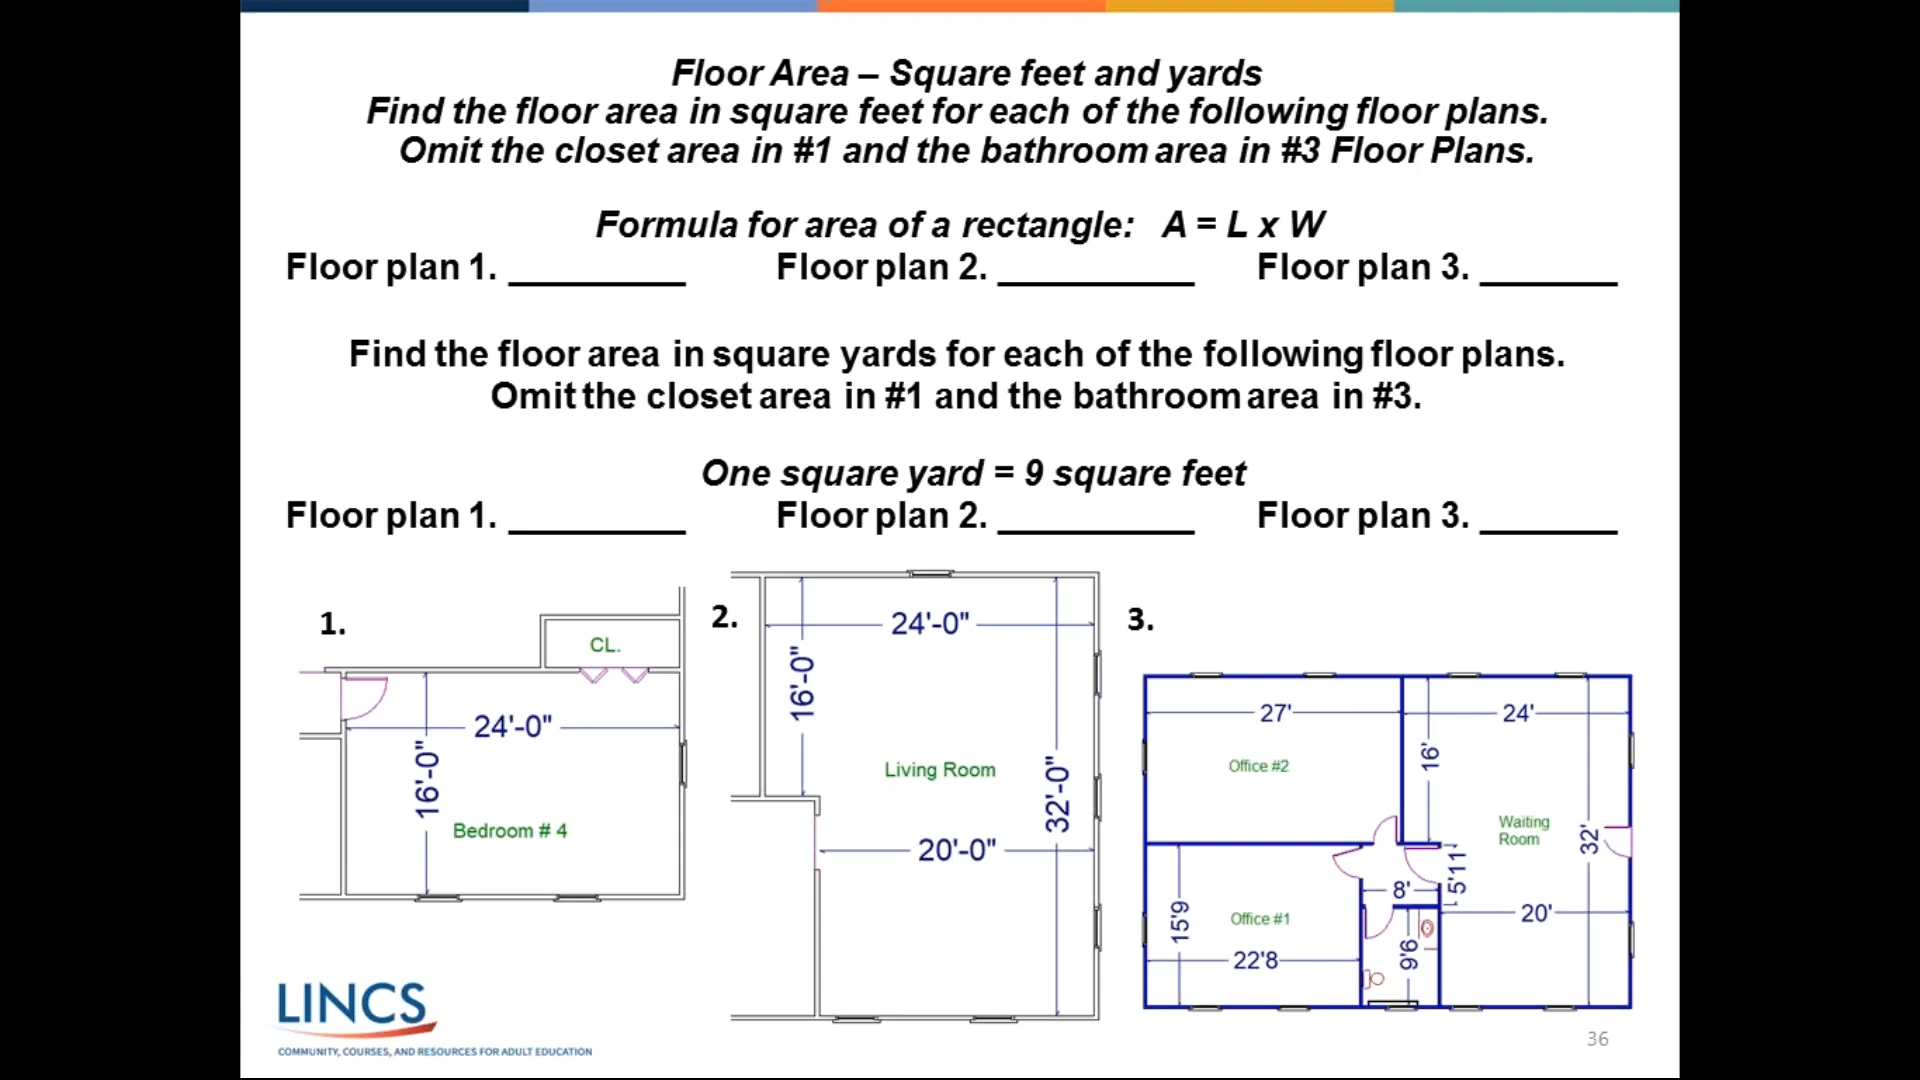 Floor Area – Square feet and yards
Find the floor area in square feet for each of the following floor plans.
Omit the closet area in #1 and the bathroom area in #3 Floor Plans.
Formula for area of a rectangle: A = L x W
Floor plan 1. _________ Floor plan 2. __________ Floor plan 3. _______
Find the floor area in square yards for each of the following floor plans.
Omit the closet area in #1 and the bathroom area in #3.
One square yard = 9 square feet
Floor plan 1. _________ Floor plan 2. __________ Floor plan 3. _______
1.
CL.
24'-0"
16'-0"
Bedroom # 4
2.
24'-0"
16'-0"
Living Room
32'-0"
20'-0"
3.
27'
24'
16'
Office #2
Waiting
Room
32'
5'11
8'
15'9
Office #1
20'
22'8
9'6
LINCS
COMMUNITY, COURSES, AND RESOURCES FOR ADULT EDUCATION
36